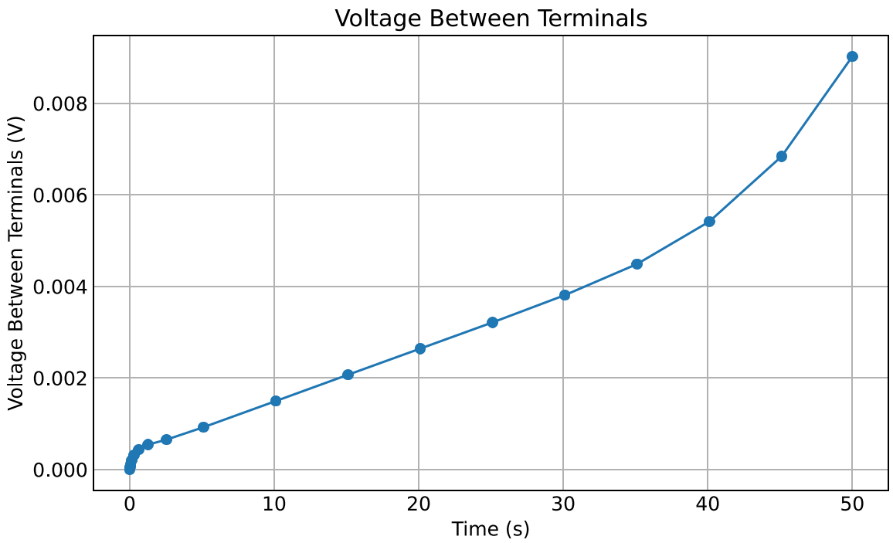 Voltage Between Terminals
Voltage Between Terminals (V)
0.008
0.006
0.004
0.002
0.000
0 10 20 30 40 50
Time (s)